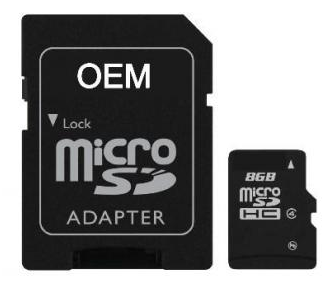 OEM
Lock
micro
SD
ADAPTER
8GB
micro
SD
HC 4